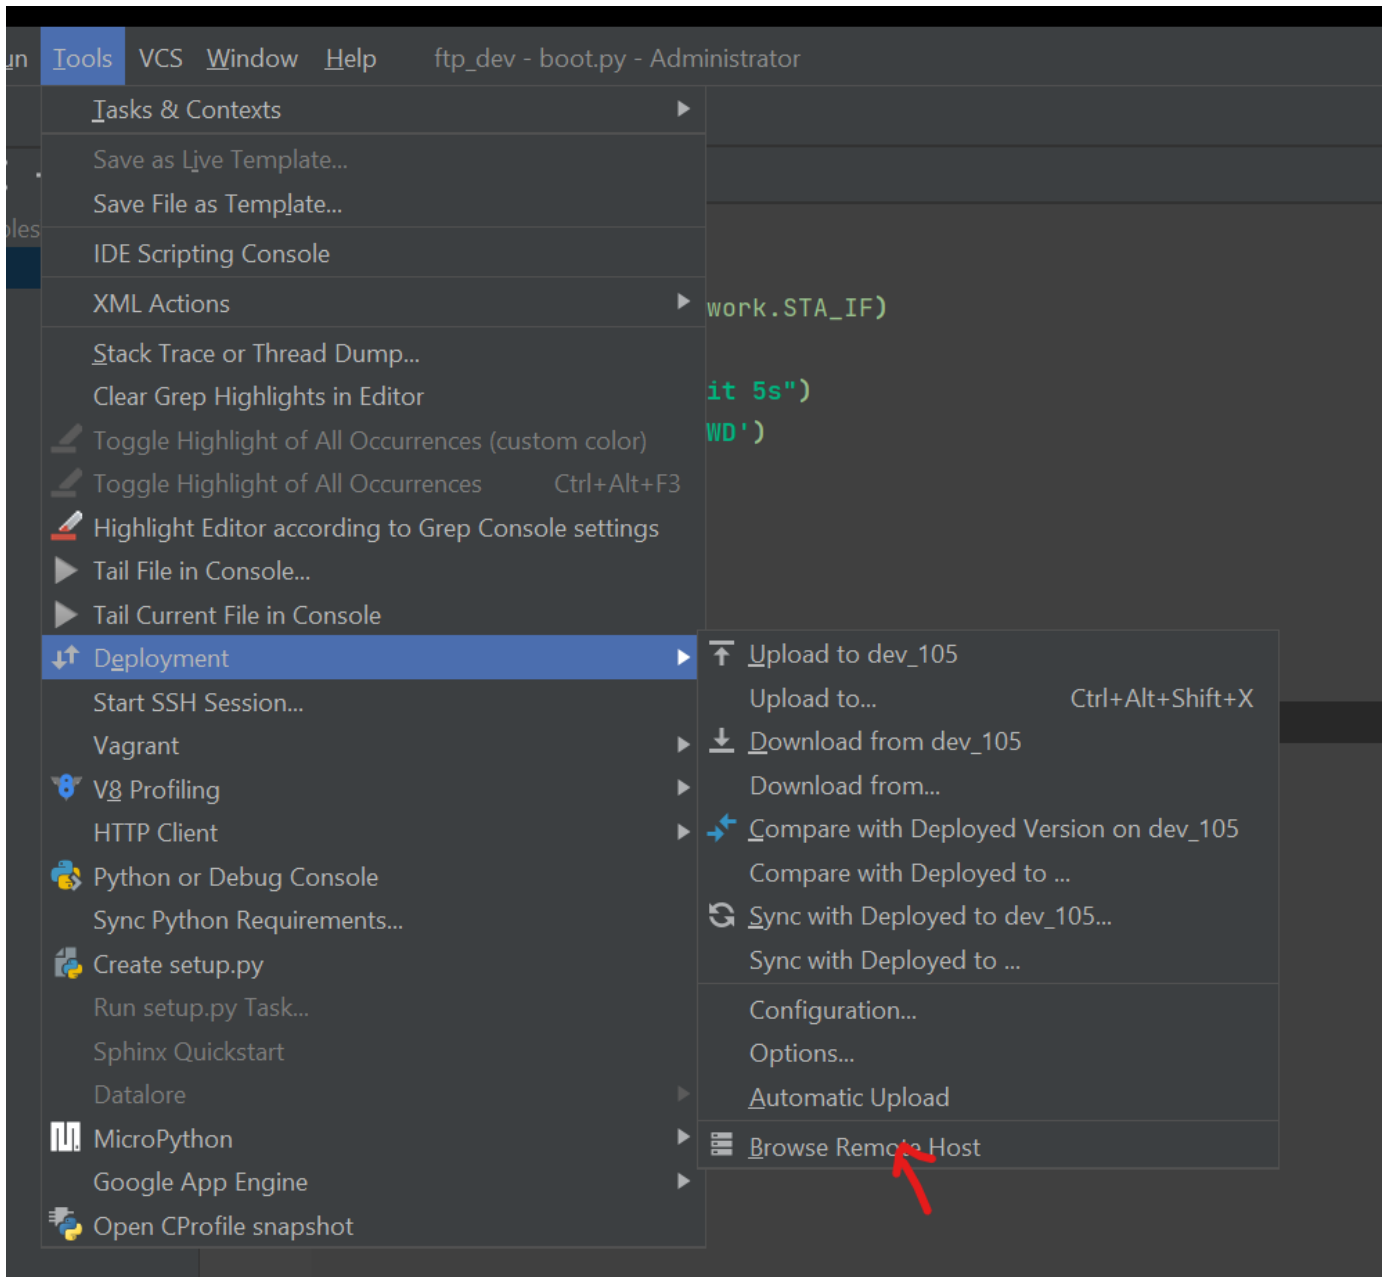 un Tools VCS Window Help ftp_dev - boot.py - Administrator
Tasks & Contexts
Save as Live Template...
Save File as Template...
IDE Scripting Console
XML Actions
work.STA_IF)
Stack Trace or Thread Dump...
Clear Grep Highlights in Editor
it 5s")
Toggle Highlight of All Occurrences (custom color)
WD')
Toggle Highlight of All Occurrences Ctrl+Alt+F3
Highlight Editor according to Grep Console settings
Tail File in Console...
Tail Current File in Console
Deployment
Start SSH Session...
Vagrant
V8 Profiling
HTTP Client
Python or Debug Console
Sync Python Requirements...
Create setup.py
Run setup.py Task...
Sphinx Quickstart
Datalore
MicroPython
Google App Engine
Open CProfile snapshot
Upload to dev_105
Upload to... Ctrl+Alt+Shift+X
Download from dev_105
Download from...
Compare with Deployed Version on dev_105
Compare with Deployed to ...
Sync with Deployed to dev_105...
Sync with Deployed to ...
Configuration...
Options...
Automatic Upload
Browse Remote Host